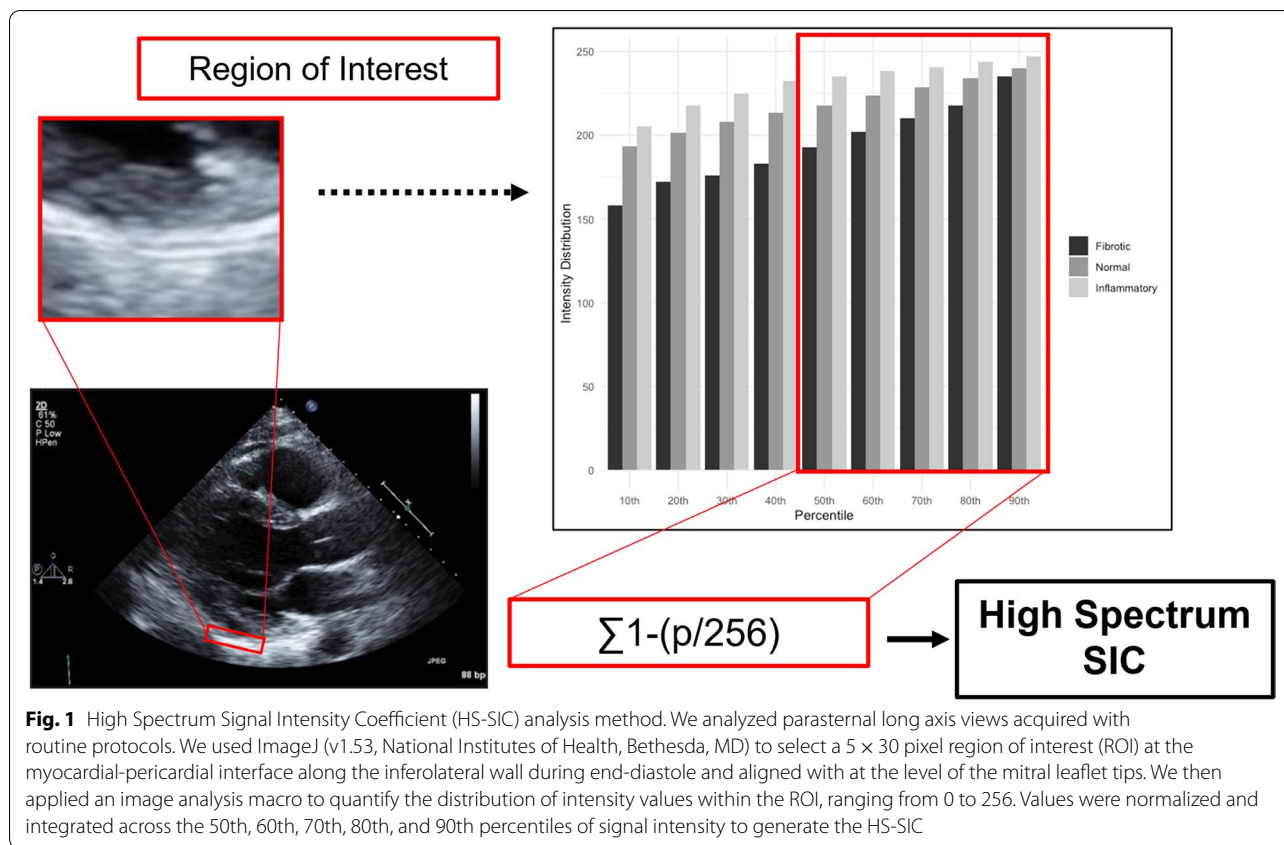 Region of Interest
250
200
150
100
50
0
Intensity Distribution
10th 20th 30th 40th 50th 60th 70th 80th 90th
Percentile
Fibrotic
Normal
Inflammatory
2D
61%
C 50
P Low
HPen
P
R
1.4 2.8
JPEG
88 bp
∑1-(p/256)
High Spectrum
SIC
Fig. 1 High Spectrum Signal Intensity Coefficient (HS-SIC) analysis method. We analyzed parasternal long axis views acquired with
routine protocols. We used ImageJ (v1.53, National Institutes of Health, Bethesda, MD) to select a 5 × 30 pixel region of interest (ROI) at the
myocardial-pericardial interface along the inferolateral wall during end-diastole and aligned with at the level of the mitral leaflet tips. We then
applied an image analysis macro to quantify the distribution of intensity values within the ROI, ranging from 0 to 256. Values were normalized and
integrated across the 50th, 60th, 70th, 80th, and 90th percentiles of signal intensity to generate the HS-SIC